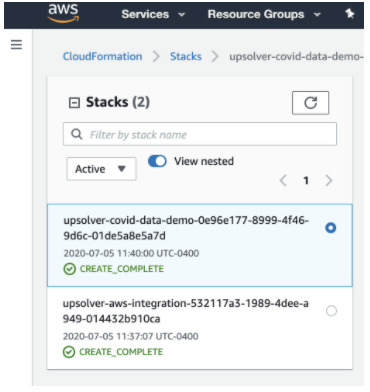 aws Services Resource Groups
CloudFormation > Stacks > upsolver-covid-data-demo-
Stacks (2)
Filter by stack name
Active View nested
< 1 >
upsolver-covid-data-demo-0e96e177-8999-4f46-
9d6c-01de5a8e5a7d
2020-07-05 11:40:00 UTC-0400
CREATE_COMPLETE
upsolver-aws-integration-532117a3-1989-4dee-a
949-014432b910ca
2020-07-05 11:37:07 UTC-0400
CREATE_COMPLETE